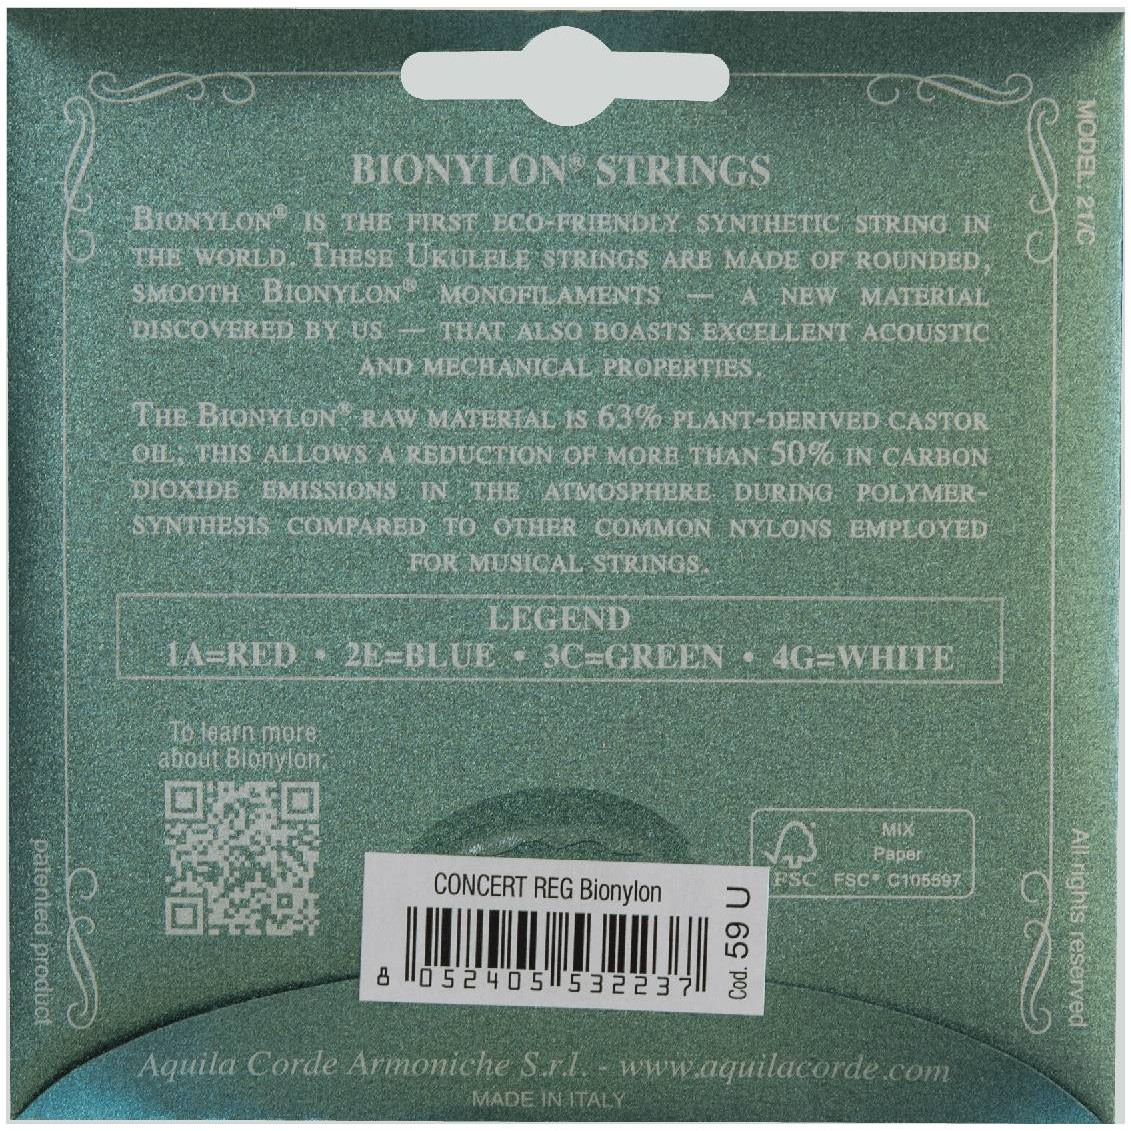 BIONYLON® STRINGS
BIONYLON® IS THE FIRST ECO-FRIENDLY SYNTHETIC STRING IN
THE WORLD. THESE UKULELE STRINGS ARE MADE OF ROUNDED,
SMOOTH BIONYLON® MONOFILAMENTS — A NEW MATERIAL
DISCOVERED BY US — THAT ALSO BOASTS EXCELLENT ACOUSTIC
AND MECHANICAL PROPERTIES.
THE BIONYLON® RAW MATERIAL IS 63% PLANT-DERIVED CASTOR
OIL; THIS ALLOWS A REDUCTION OF MORE THAN 50% IN CARBON
DIOXIDE EMISSIONS IN THE ATMOSPHERE DURING POLYMER-
SYNTHESIS COMPARED TO OTHER COMMON NYLONS EMPLOYED
FOR MUSICAL STRINGS.
LEGEND
1A=RED • 2E=BLUE • 3C=GREEN • 4G=WHITE
MODEL: 21/C
To learn more
about Bionylon.
MIX
Paper
FSC FSC® C105597
patented product
All rights reserved
CONCERT REG Bionylon
8 052405 532237
Cod. 59 U
Aquila Corde Armoniche S.r.l. - www.aquilacorde.com
MADE IN ITALY